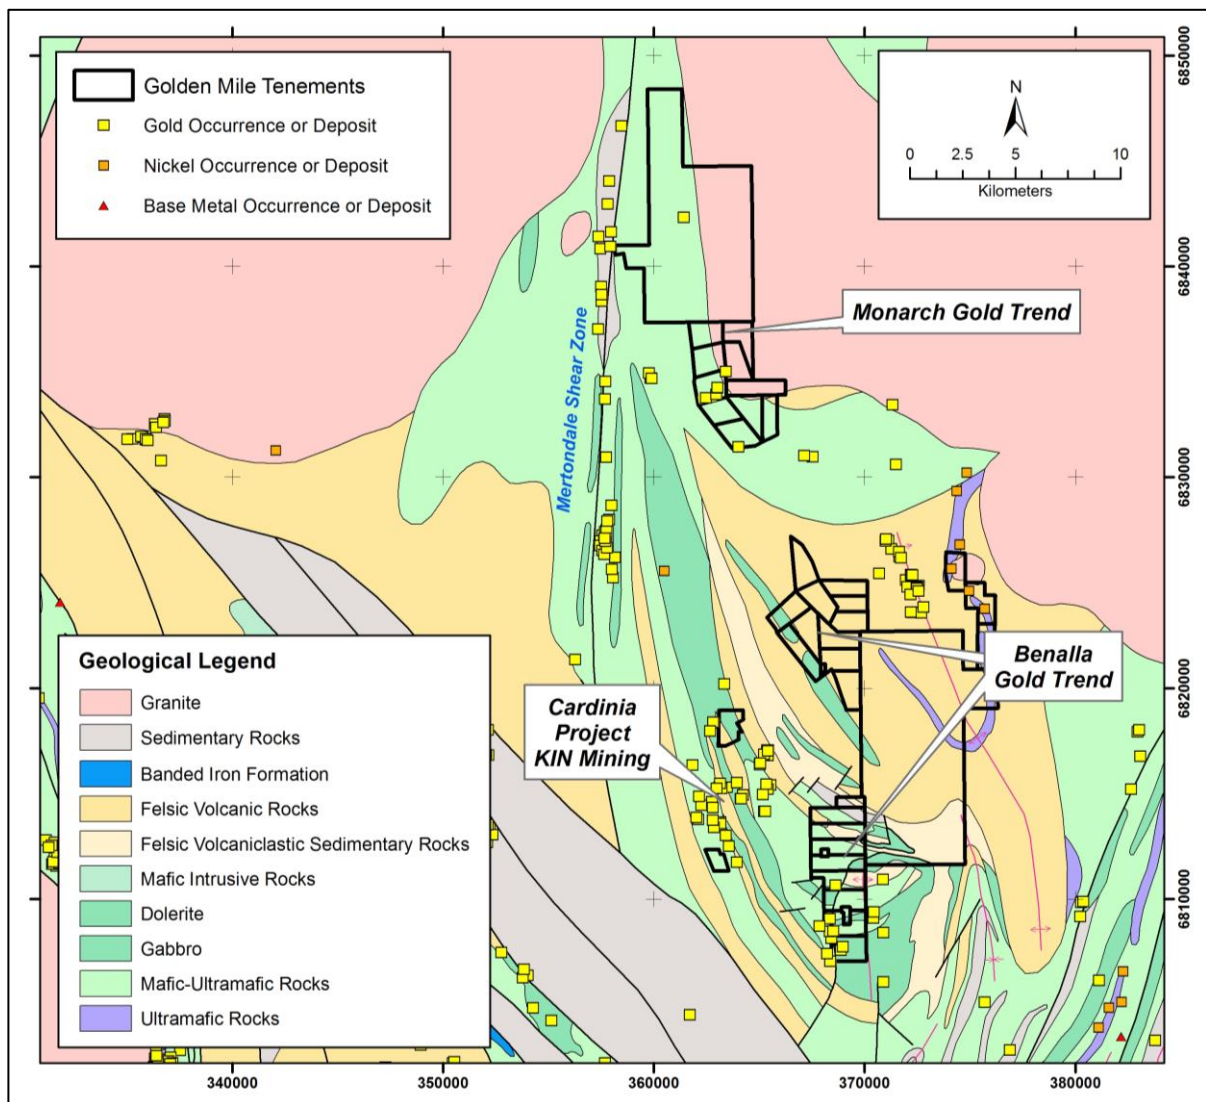 Golden Mile Tenements
Gold Occurrence or Deposit
Nickel Occurrence or Deposit
Base Metal Occurrence or Deposit
N
0 2.5 5 10
Kilometers
6850000
6840000
6830000
6820000
6810000
Monarch Gold Trend
Mertondale Shear Zone
Benalla
Gold Trend
Cardinia
Project
KIN Mining
Geological Legend
Granite
Sedimentary Rocks
Banded Iron Formation
Felsic Volcanic Rocks
Felsic Volcaniclastic Sedimentary Rocks
Mafic Intrusive Rocks
Dolerite
Gabbro
Mafic-Ultramafic Rocks
Ultramafic Rocks
340000 350000 360000 370000 380000